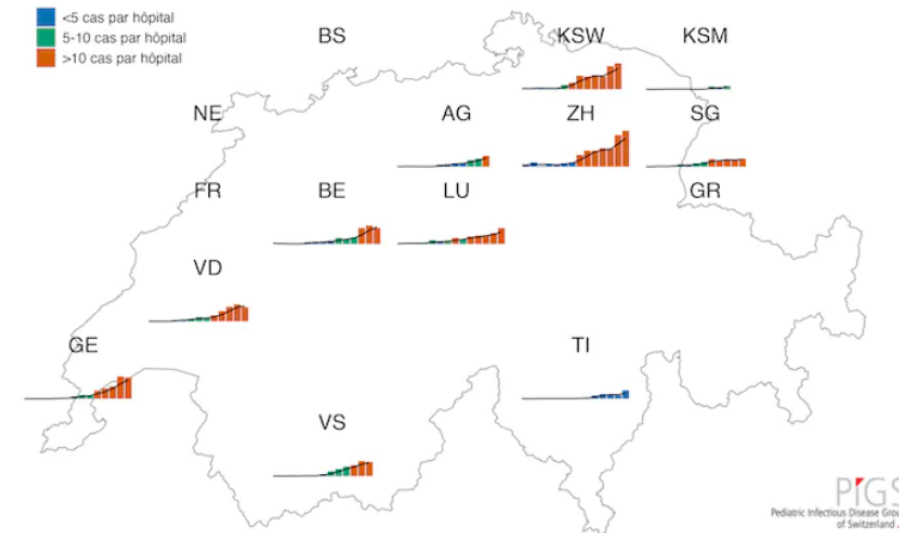 <5 cas par hôpital
5-10 cas par hôpital
>10 cas par hôpital
BS
KSW
KSM
NE
AG
ZH
SG
FR
BE
LU
GR
VD
GE
TI
VS
PIGS
Pediatric Infectious Disease Grou
of Switzerland